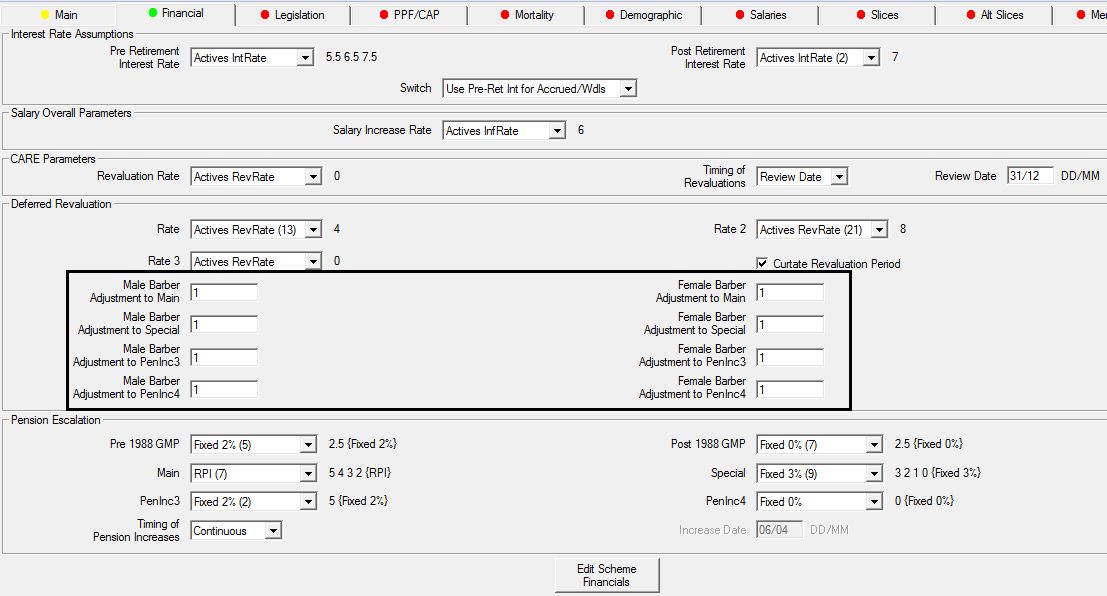 Main Financial Legislation PPF/CAP Mortality Demographic Salaries Slices Alt Slices
Interest Rate Assumptions
Pre Retirement
Interest Rate
Actives IntRate
5.5 6.5 7.5
Post Retirement
Interest Rate
Actives IntRate (2)
7
Switch
Use Pre-Ret Int for Accrued/Wdls
Salary Overall Parameters
Salary Increase Rate
Actives InfRate
6
CARE Parameters
Revaluation Rate
Actives RevRate
0
Timing of
Revaluations
Review Date
Review Date
31/12
DD/MM
Deferred Revaluation
Rate
Actives RevRate (13)
4
Rate 2
Actives RevRate (21)
8
Rate 3
Actives RevRate
0
Curtate Revaluation Period
Male Barber
Adjustment to Main
1
Female Barber
Adjustment to Main
1
Male Barber
Adjustment to Special
1
Female Barber
Adjustment to Special
1
Male Barber
Adjustment to PenInc3
1
Female Barber
Adjustment to PenInc3
1
Male Barber
Adjustment to PenInc4
1
Female Barber
Adjustment to PenInc4
1
Pension Escalation
Pre 1988 GMP
Fixed 2% (5)
2.5 {Fixed 2%}
Post 1988 GMP
Fixed 0% (7)
2.5 {Fixed 0%}
Main
RPI (7)
5 4 3 2 {RPI}
Special
Fixed 3% (9)
3 2 1 0 {Fixed 3%}
PenInc3
Fixed 2% (2)
5 {Fixed 2%}
PenInc4
Fixed 0%
0 {Fixed 0%}
Timing of
Pension Increases
Continuous
Increase Date
06/04
DD/MM
Edit Scheme
Financials